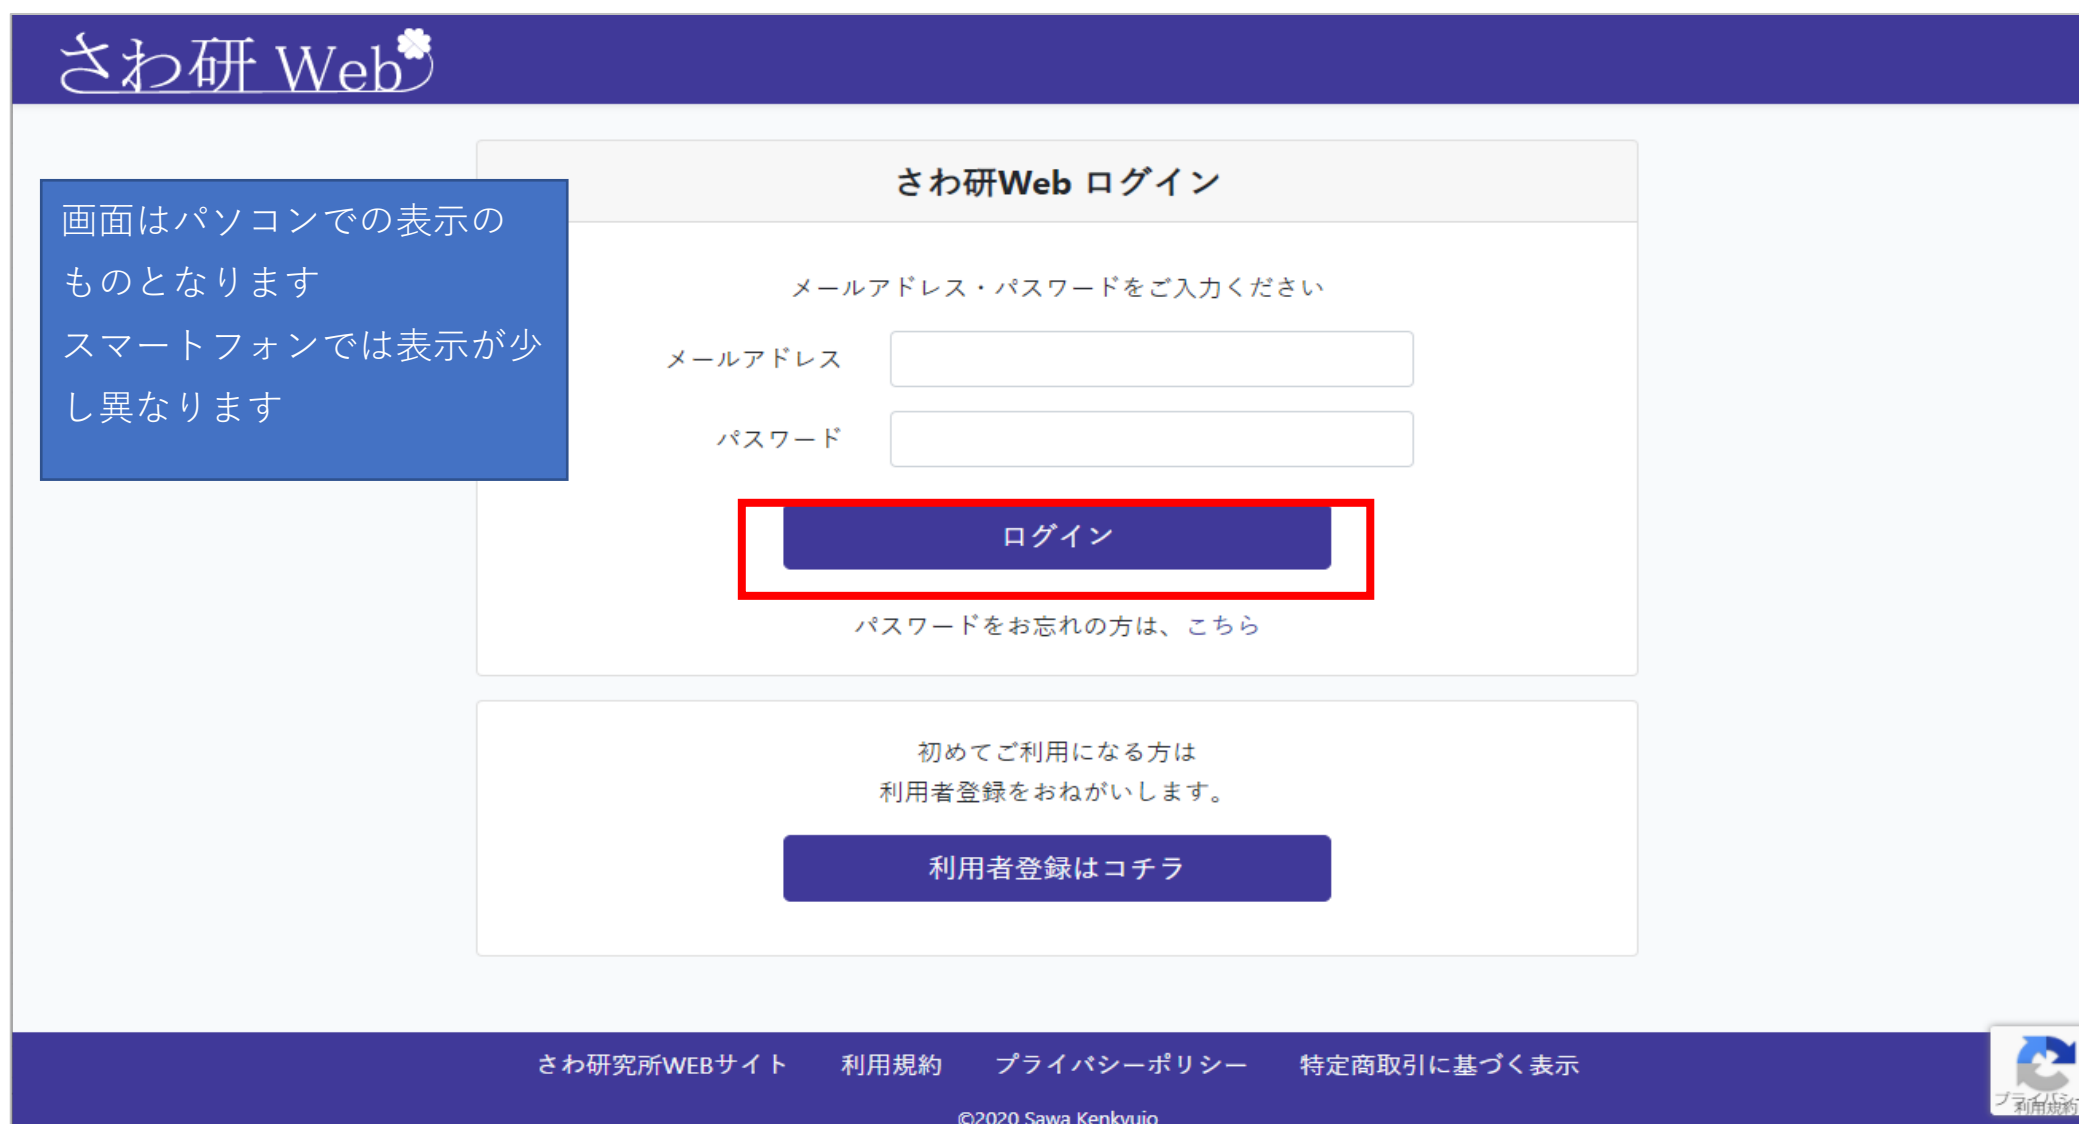 さわ研 Web
さわ研Web ログイン
画面はパソコンでの表示の
ものとなります
スマートフォンでは表示が少
し異なります
メールアドレス・パスワードをご入力ください
メールアドレス
パスワード
ログイン
パスワードをお忘れの方は、こちら
初めてご利用になる方は
利用者登録をおねがいします。
利用者登録はコチラ
さわ研究所WEBサイト 利用規約 プライバシーポリシー 特定商取引に基づく表示
©2020 Sawa Kenkyujo
利用規約